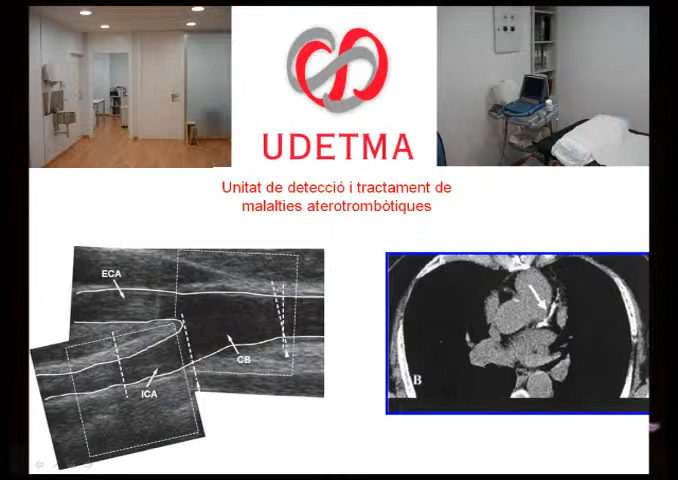 UDETMA
Unitat de detecció i tractament de
malalties aterotrombòtiques
ECA
CB
ICA
B